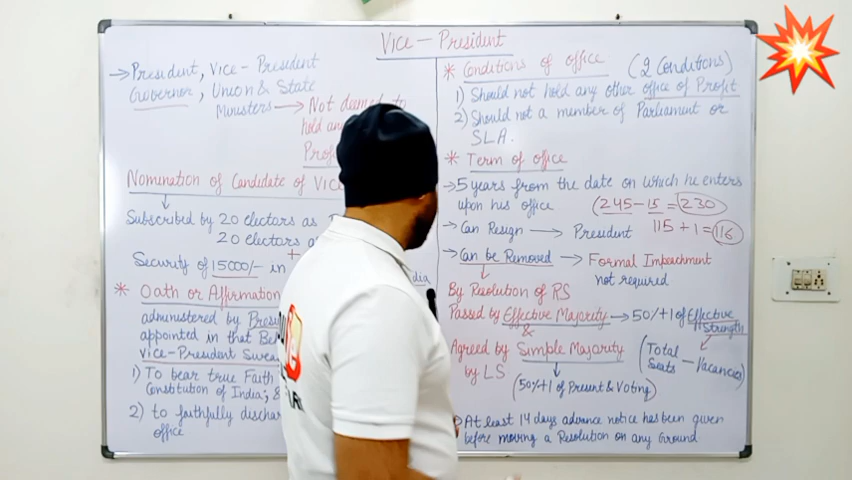 Vice - President
→ President, Vice - President
Governor, Union & State
Ministers → Not deemed to
hold
Nomination of Candidate of Vice
Subscribed by 20 electors as
20 electors
+
Security of 15000/- in
* Oath or Affirmation
administered by
appointed in that
Vice-President
1) To bear true Faith
Constitution of India; &
2) to faithfully
office
* Conditions of office (2 Conditions)
1) Should not hold any other office of Profit
2) Should not a member of Parliament or
SLA.
* Term of office
→ 5 years from the date on which he enters
upon his office (245-15 = 230
→ Can Resign → President 115 + 1 = 116
→ Can be Removed → Formal Impeachment
not required
By Resolution of RS
Passed by Effective Majority → 50%+1 of Effective
Strength
&
Agreed by Simple Majority (Total Seats - Vacancies)
by LS
(50%+1 of Present & Voting)
At least 14 days advance notice has been given
before moving a Resolution on any Ground